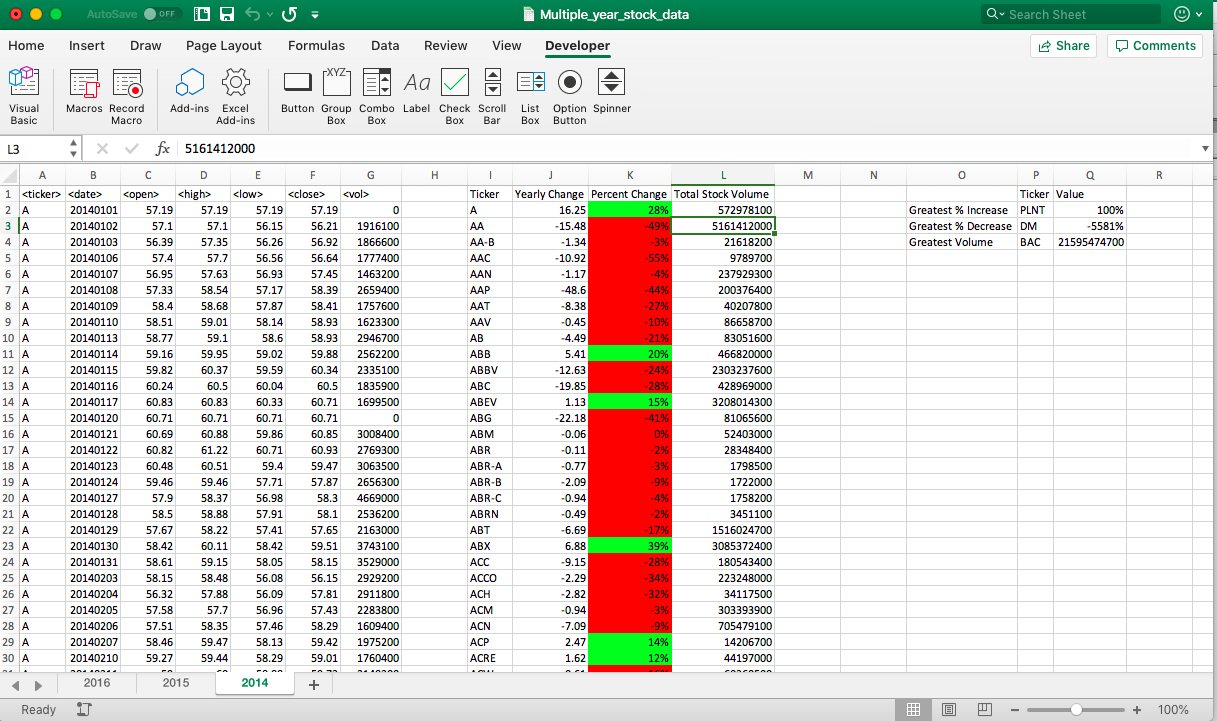 AutoSave OFF Multiple_year_stock_data Search Sheet
Home Insert Draw Page Layout Formulas Data Review View Developer Share Comments
XYZ Aa
Visual Basic Macros Record Macro Add-ins Excel Add-ins Button Group Box Combo Box Label Check Box Scroll Bar List Box Option Button Spinner
L3 fx 5161412000
A B C D E F G H I J K L M N O P Q R
1 <ticker> <date> <open> <high> <low> <close> <vol> Ticker Yearly Change Percent Change Total Stock Volume Ticker Value
2 A 20140101 57.19 57.19 57.19 57.19 0 A 16.25 28% 572978100 Greatest % Increase PLNT 100%
3 A 20140102 57.1 57.1 56.15 56.21 1916100 AA -15.48 -49% 5161412000 Greatest % Decrease DM -5581%
4 A 20140103 56.39 57.35 56.26 56.92 1866600 AA-B -1.34 -3% 21618200 Greatest Volume BAC 21595474700
5 A 20140106 57.4 57.7 56.56 56.64 1777400 AAC -10.92 -55% 9789700
6 A 20140107 56.95 57.63 56.93 57.45 1463200 AAN -1.17 -4% 237929300
7 A 20140108 57.33 58.54 57.17 58.39 2659400 AAP -48.6 -44% 200376400
8 A 20140109 58.4 58.68 57.87 58.41 1757600 AAT -8.38 -27% 40207800
9 A 20140110 58.51 59.01 58.14 58.93 1623300 AAV -0.45 -10% 86658700
10 A 20140113 58.77 59.1 58.6 58.93 2946700 AB -4.49 -21% 83051600
11 A 20140114 59.16 59.95 59.02 59.88 2562200 ABB 5.41 20% 466820000
12 A 20140115 59.82 60.37 59.59 60.34 2335100 ABBV -12.63 -24% 2303237600
13 A 20140116 60.24 60.5 60.04 60.5 1835900 ABC -19.85 -28% 428969000
14 A 20140117 60.83 60.83 60.33 60.71 1699500 ABEV 1.13 15% 3208014300
15 A 20140120 60.71 60.71 60.71 60.71 0 ABG -22.18 -41% 81065600
16 A 20140121 60.69 60.88 59.86 60.85 3008400 ABM -0.06 0% 52403000
17 A 20140122 60.82 61.22 60.71 60.93 2769300 ABR -0.11 -2% 28348400
18 A 20140123 60.48 60.51 59.4 59.47 3063500 ABR-A -0.77 -3% 1798500
19 A 20140124 59.46 59.46 57.71 57.87 2656300 ABR-B -2.09 -9% 1722000
20 A 20140127 57.9 58.37 56.98 58.3 4669000 ABR-C -0.94 -4% 1758200
21 A 20140128 58.5 58.88 57.91 58.1 2536200 ABRN -0.49 -2% 3451100
22 A 20140129 57.67 58.22 57.41 57.65 2163000 ABT -6.69 -17% 1516024700
23 A 20140130 58.42 60.11 58.42 59.51 3743100 ABX 6.88 39% 3085372400
24 A 20140131 58.61 59.15 58.05 58.15 3529000 ACC -9.15 -28% 180543400
25 A 20140203 58.15 58.48 56.08 56.15 2929200 ACCO -2.29 -34% 223248000
26 A 20140204 56.32 57.88 56.09 57.81 2911800 ACH -2.82 -32% 34117500
27 A 20140205 57.58 57.7 56.96 57.43 2283800 ACM -0.94 -3% 303393900
28 A 20140206 57.51 58.35 57.46 58.29 1609400 ACN -7.09 -9% 705479100
29 A 20140207 58.46 59.47 58.13 59.42 1975200 ACP 2.47 14% 14206700
30 A 20140210 59.27 59.44 58.29 59.01 1760400 ACRE 1.62 12% 44197000
2016 2015 2014 +
Ready 100%